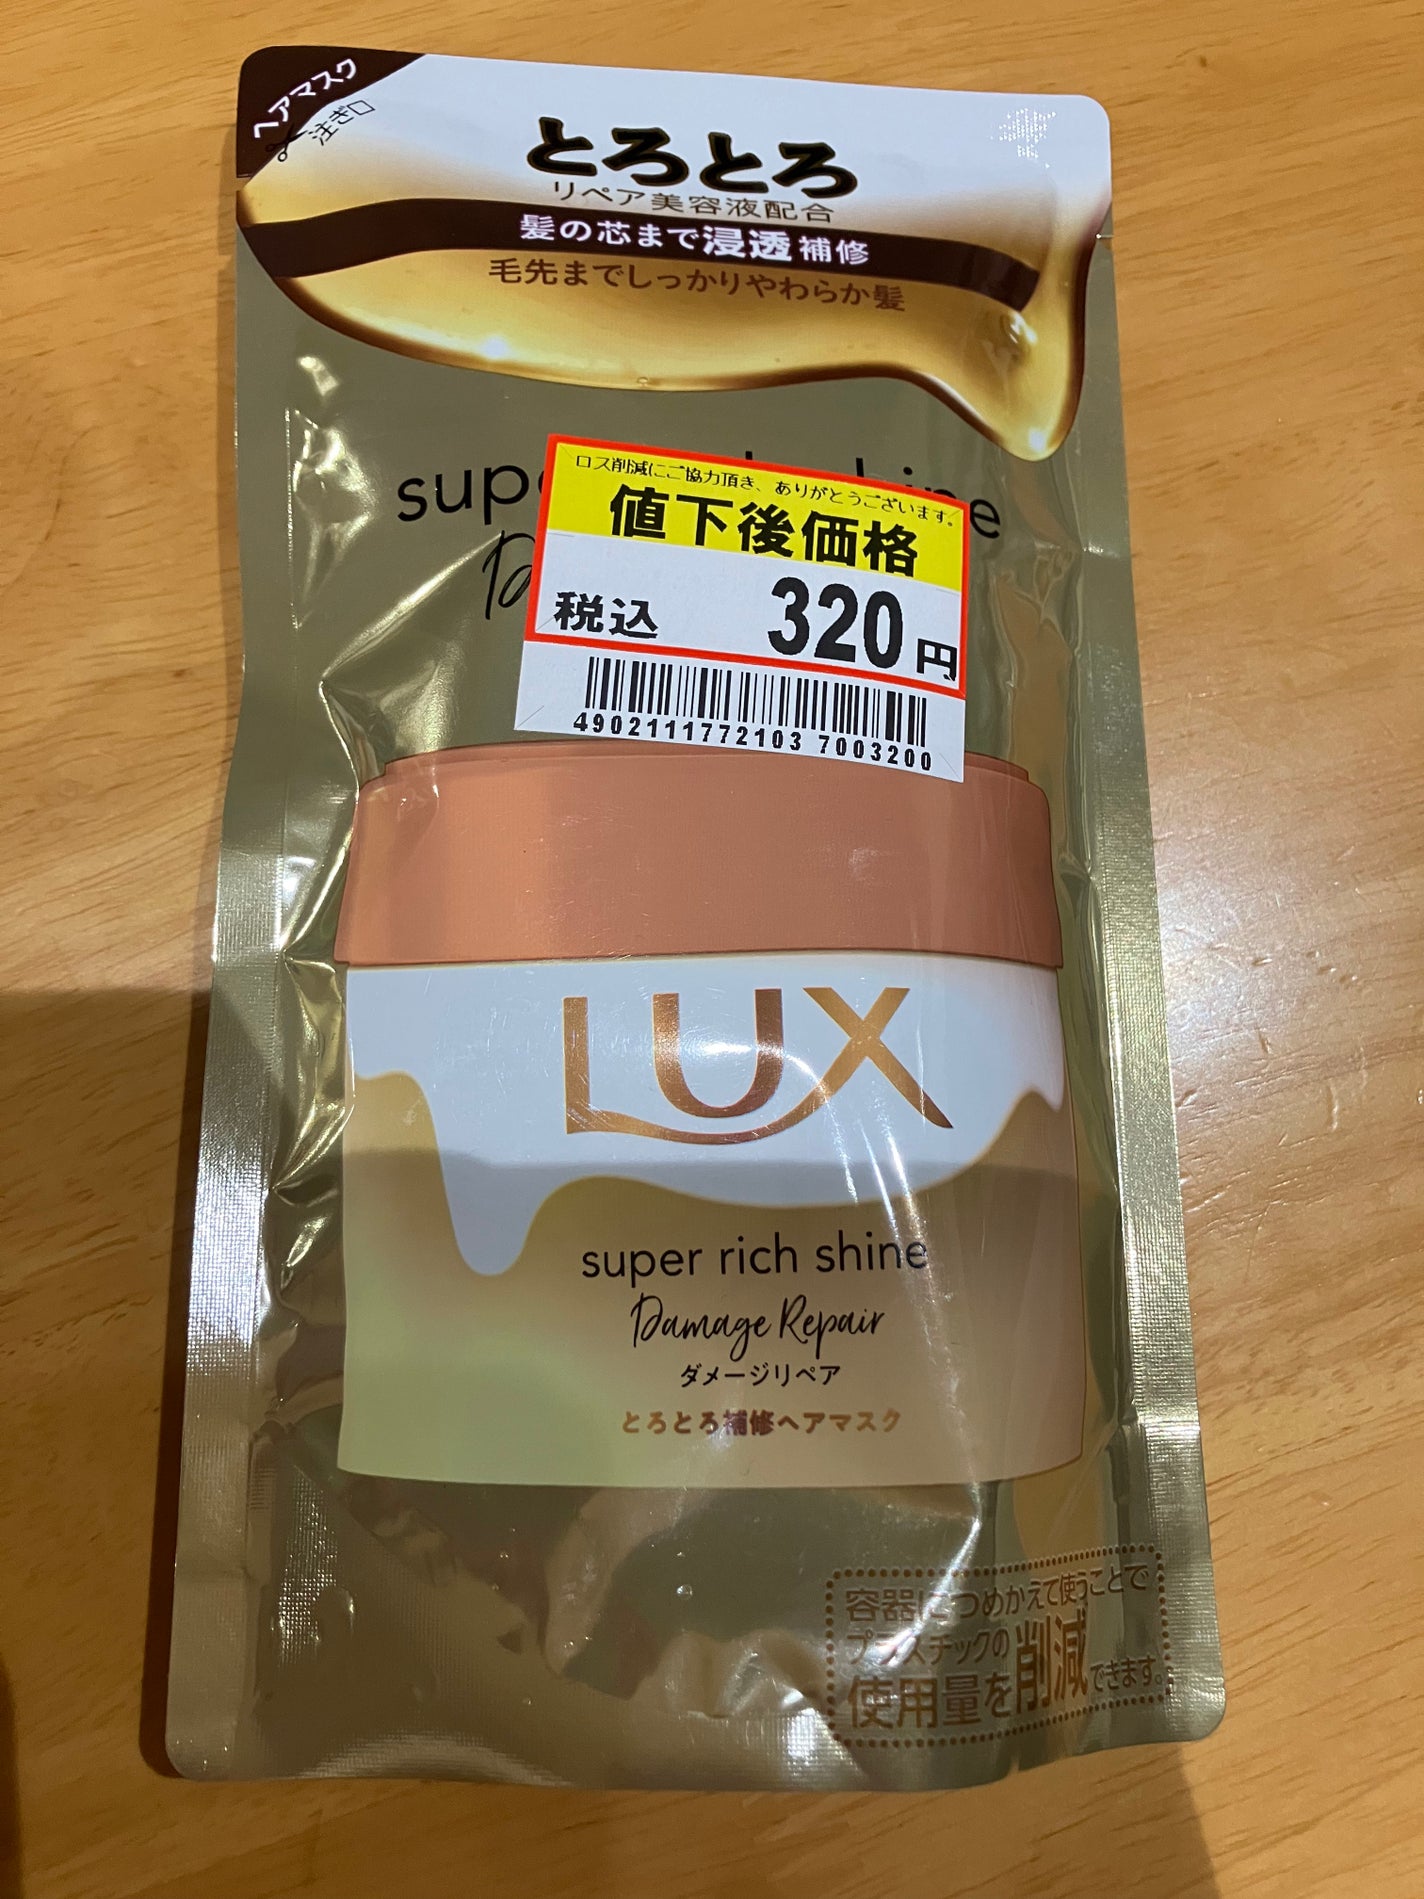 ヘアマスク
注ぎ口
とろとろ
リペア美容液配合
髪の芯まで浸透補修
毛先までしっかりやわらか髪
ロス削減にご協力頂き、ありがとうございます。
値下後価格
税込 320円
4902111772103 7003200
LUX
super rich shine
Damage Repair
ダメージリペア
とろとろ補修ヘアマスク
容器につめかえて使うことで
プラスチックの
使用量を削減できます。